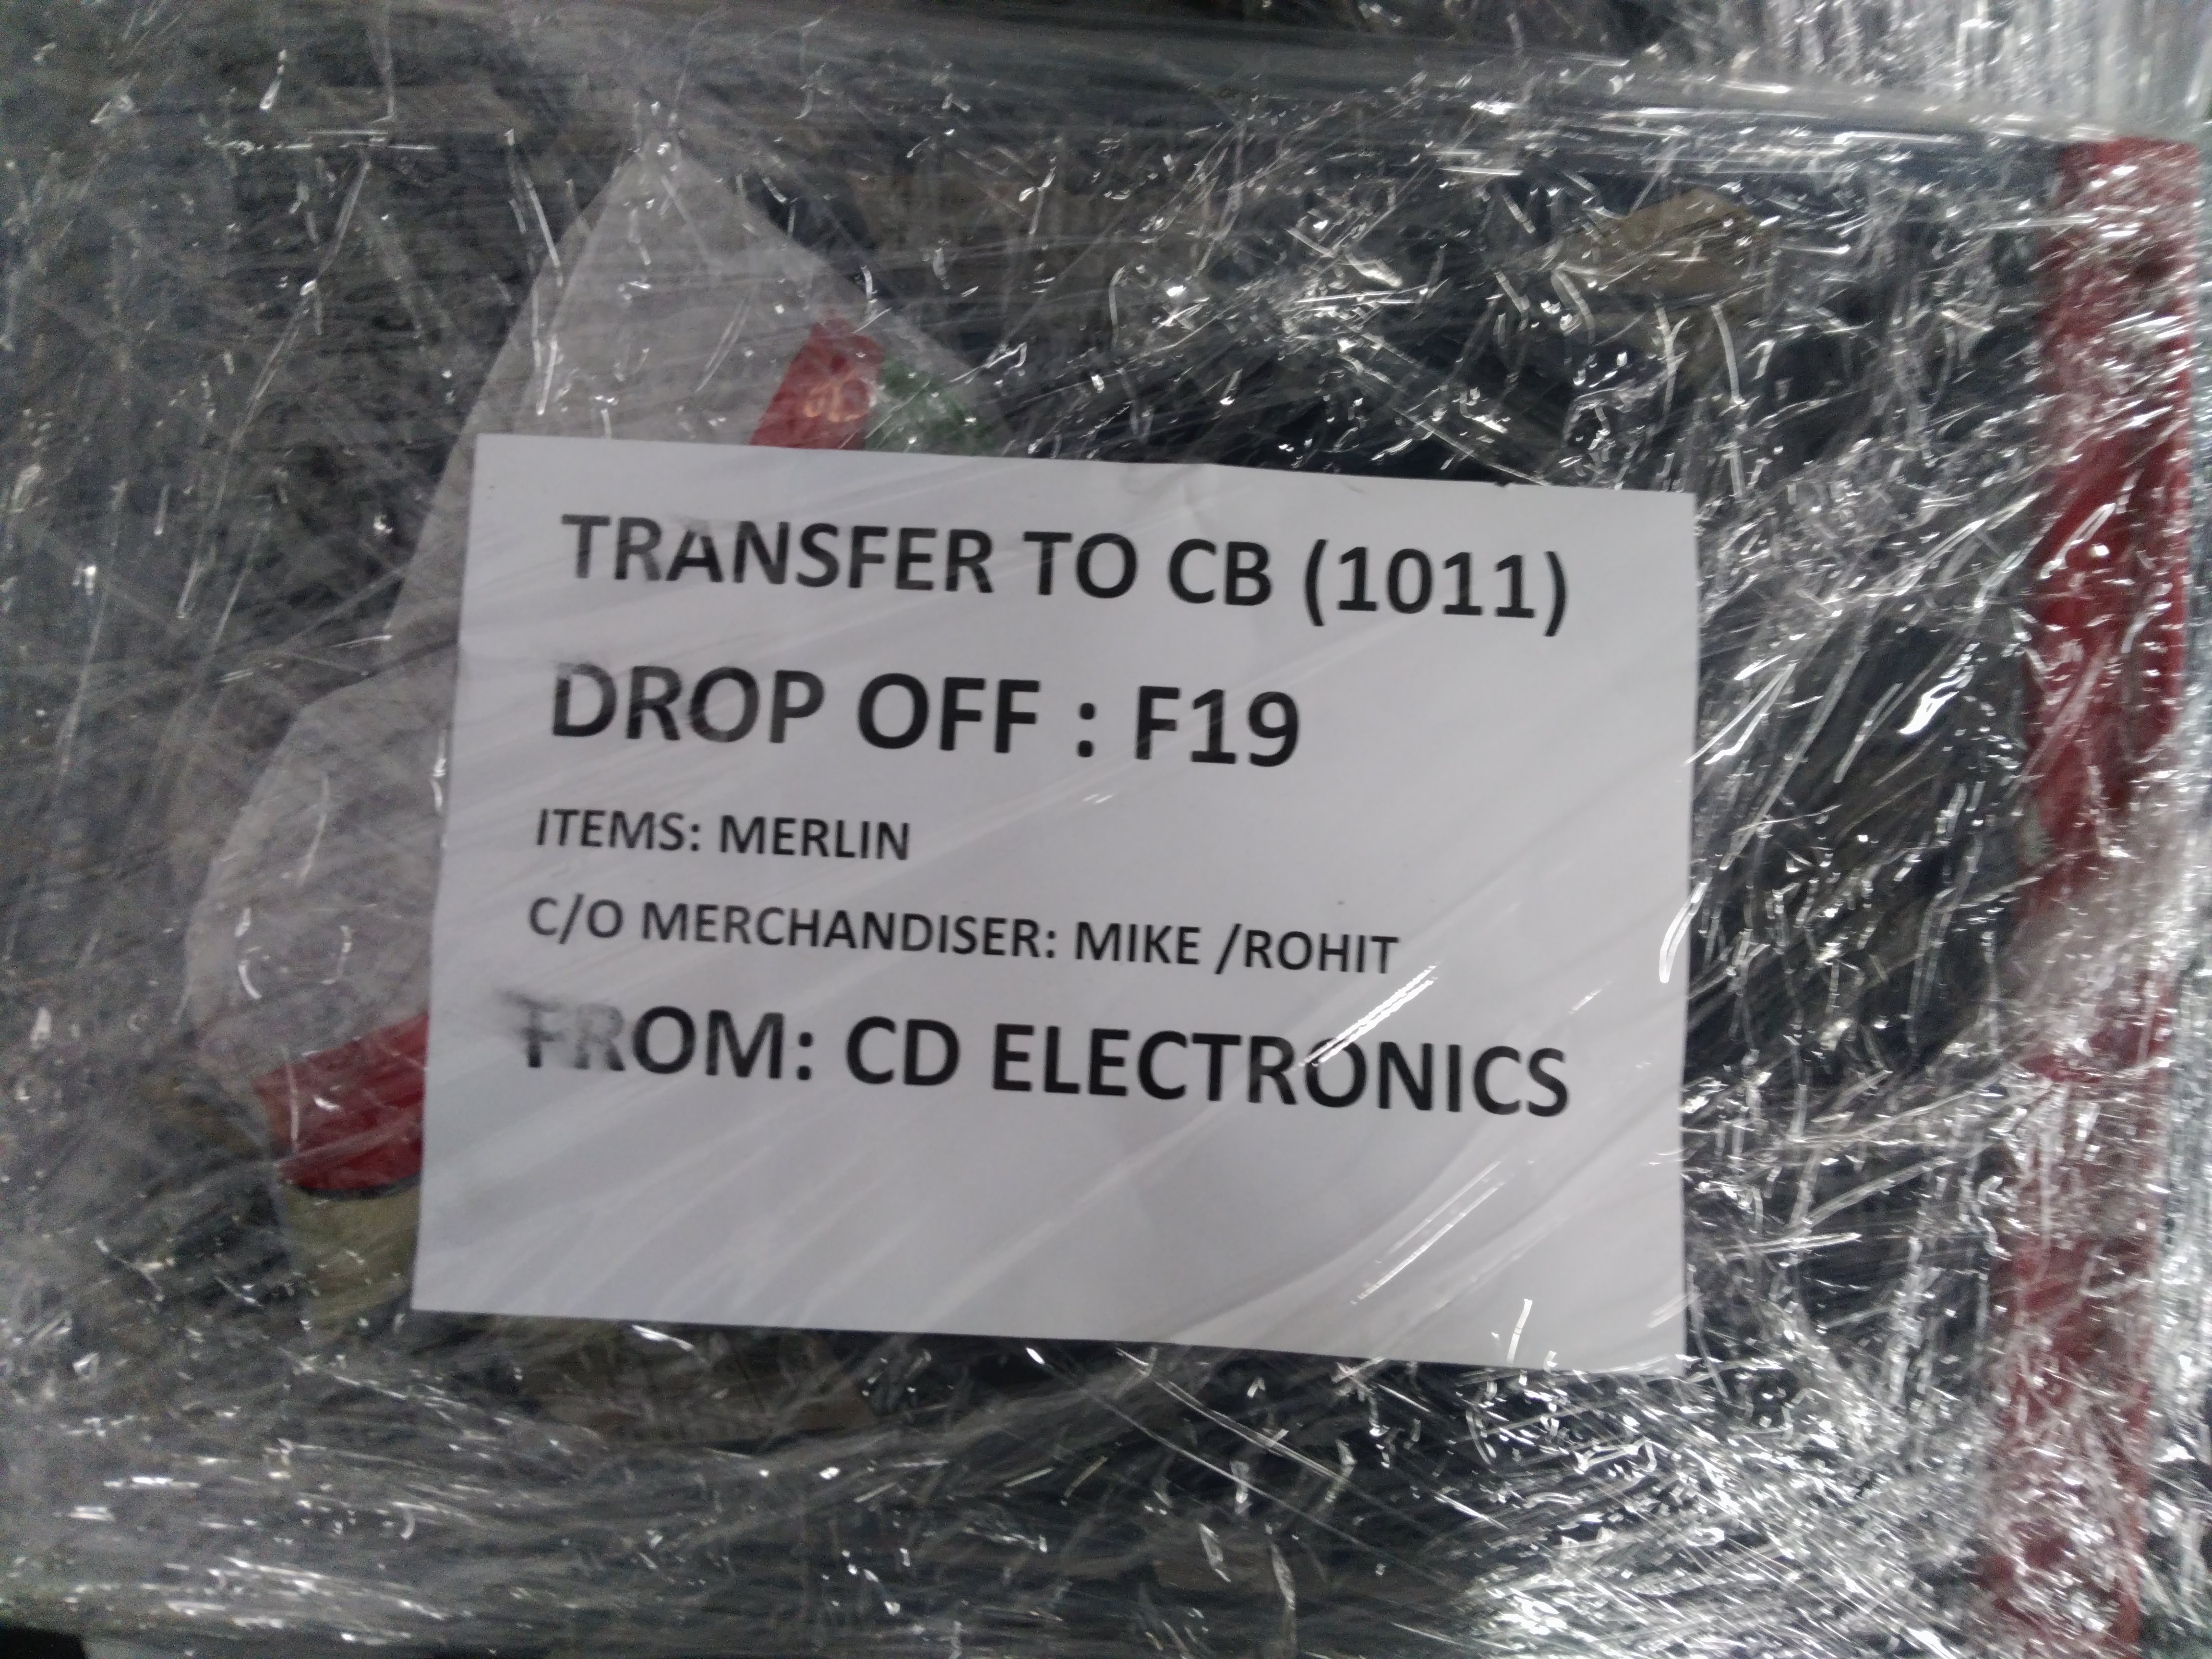 TRANSFER TO CB (1011)
DROP OFF : F19
ITEMS: MERLIN
C/O MERCHANDISER: MIKE /ROHIT
FROM: CD ELECTRONICS